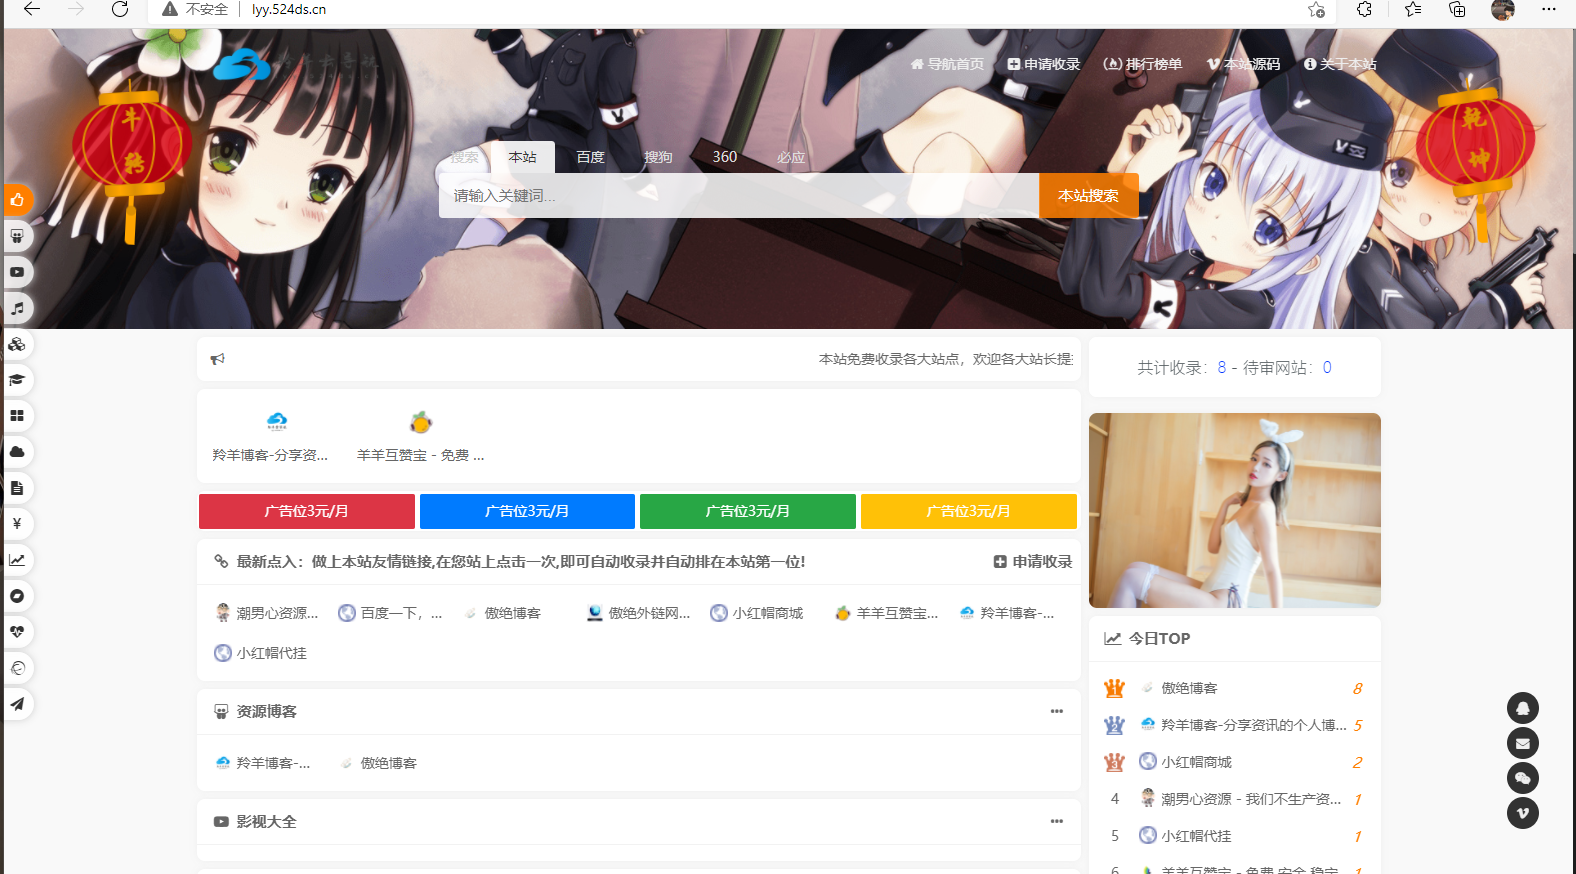 不安全 lyy.524ds.cn
导航首页 申请收录 排行榜单 本站源码 关于本站
牛
转
乾
坤
搜索 本站 百度 搜狗 360 必应
请输入关键词... 本站搜索
本站免费收录各大站点，欢迎各大站长提
共计收录：8 - 待审网站：0
羚羊博客-分享资... 羊羊互赞宝 - 免费 ...
广告位3元/月 广告位3元/月 广告位3元/月 广告位3元/月
最新点入：做上本站友情链接,在您站上点击一次,即可自动收录并自动排在本站第一位! 申请收录
潮男心资源... 百度一下，... 傲绝博客 傲绝外链网... 小红帽商城 羊羊互赞宝... 羚羊博客-...
小红帽代挂
资源博客
羚羊博客-... 傲绝博客
影视大全
今日TOP
1 傲绝博客 8
2 羚羊博客-分享资讯的个人博... 5
3 小红帽商城 2
4 潮男心资源 - 我们不生产资... 1
5 小红帽代挂 1
6 羊羊互赞宝 - 免费 安全 稳定 1